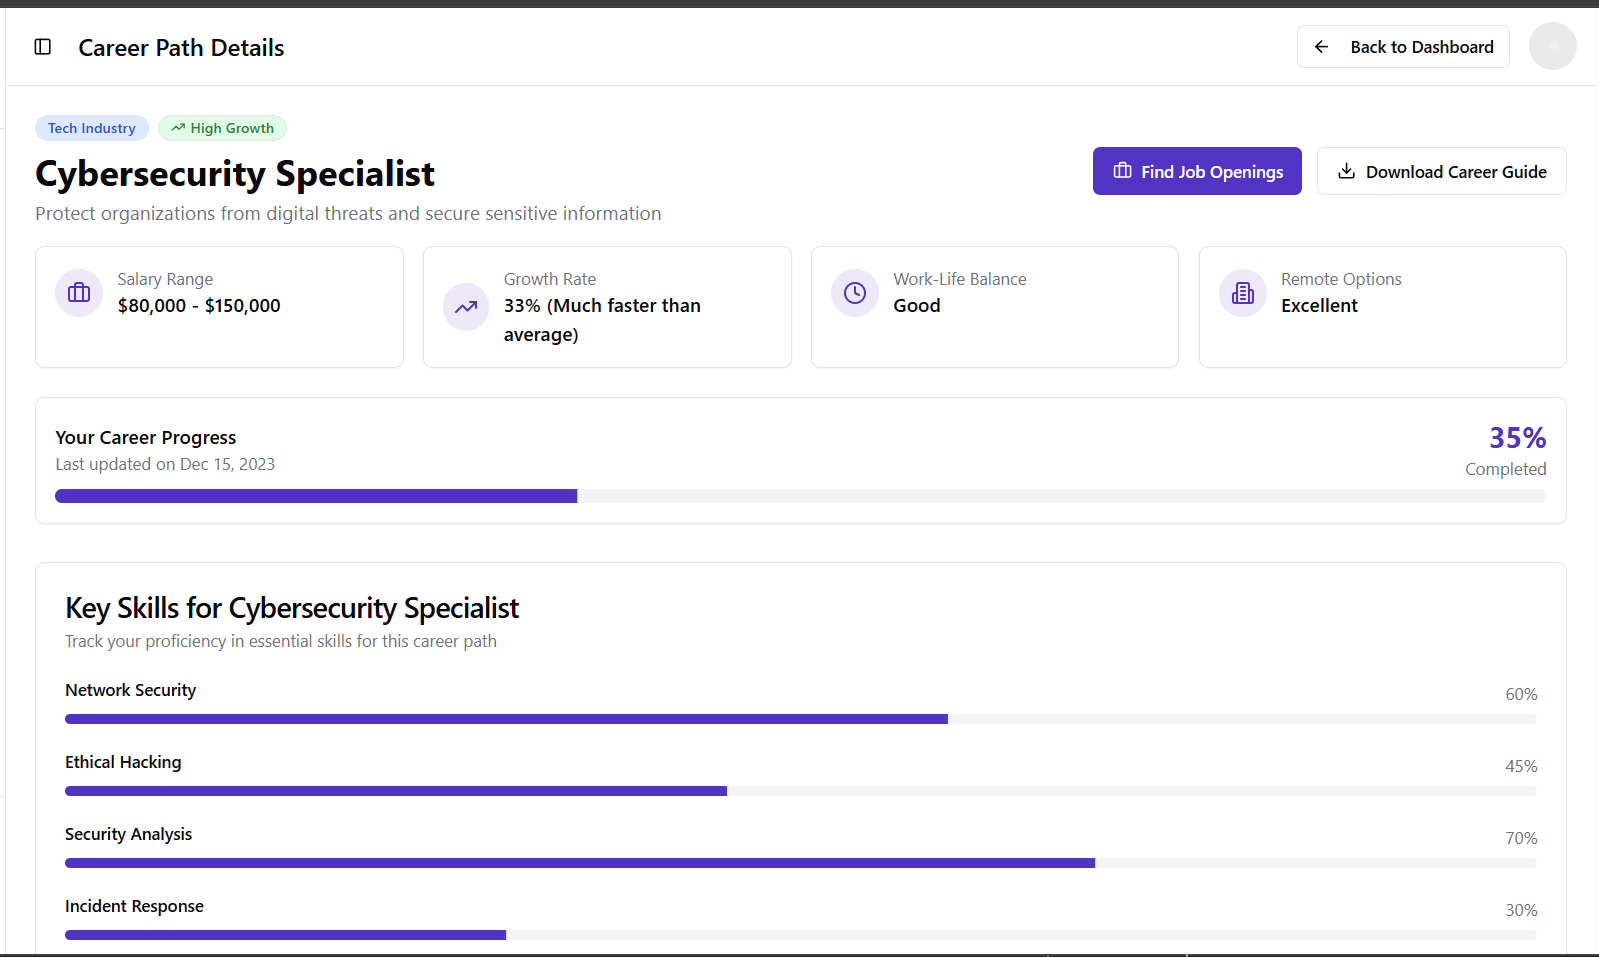 Career Path Details
Back to Dashboard
Tech Industry
High Growth
Cybersecurity Specialist
Find Job Openings
Download Career Guide
Protect organizations from digital threats and secure sensitive information
Salary Range
$80,000 - $150,000
Growth Rate
33% (Much faster than
average)
Work-Life Balance
Good
Remote Options
Excellent
Your Career Progress
Last updated on Dec 15, 2023
35%
Completed
Key Skills for Cybersecurity Specialist
Track your proficiency in essential skills for this career path
Network Security
60%
Ethical Hacking
45%
Security Analysis
70%
Incident Response
30%